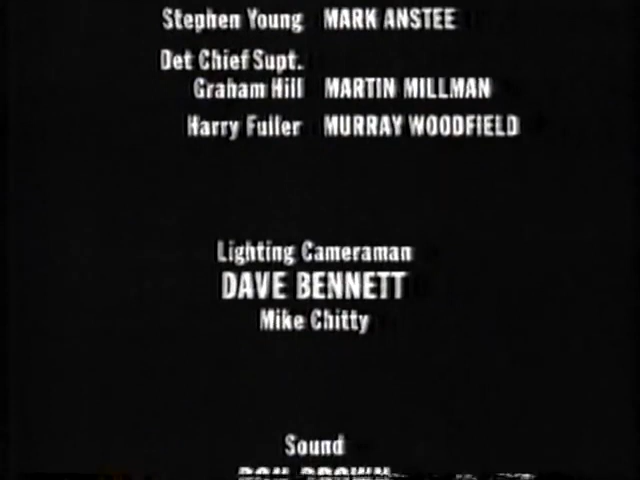 Stephen Young MARK ANSTEE
Det Chief Supt.
Graham Hill MARTIN MILLMAN
Harry Fuller MURRAY WOODFIELD
Lighting Cameraman
DAVE BENNETT
Mike Chitty
Sound